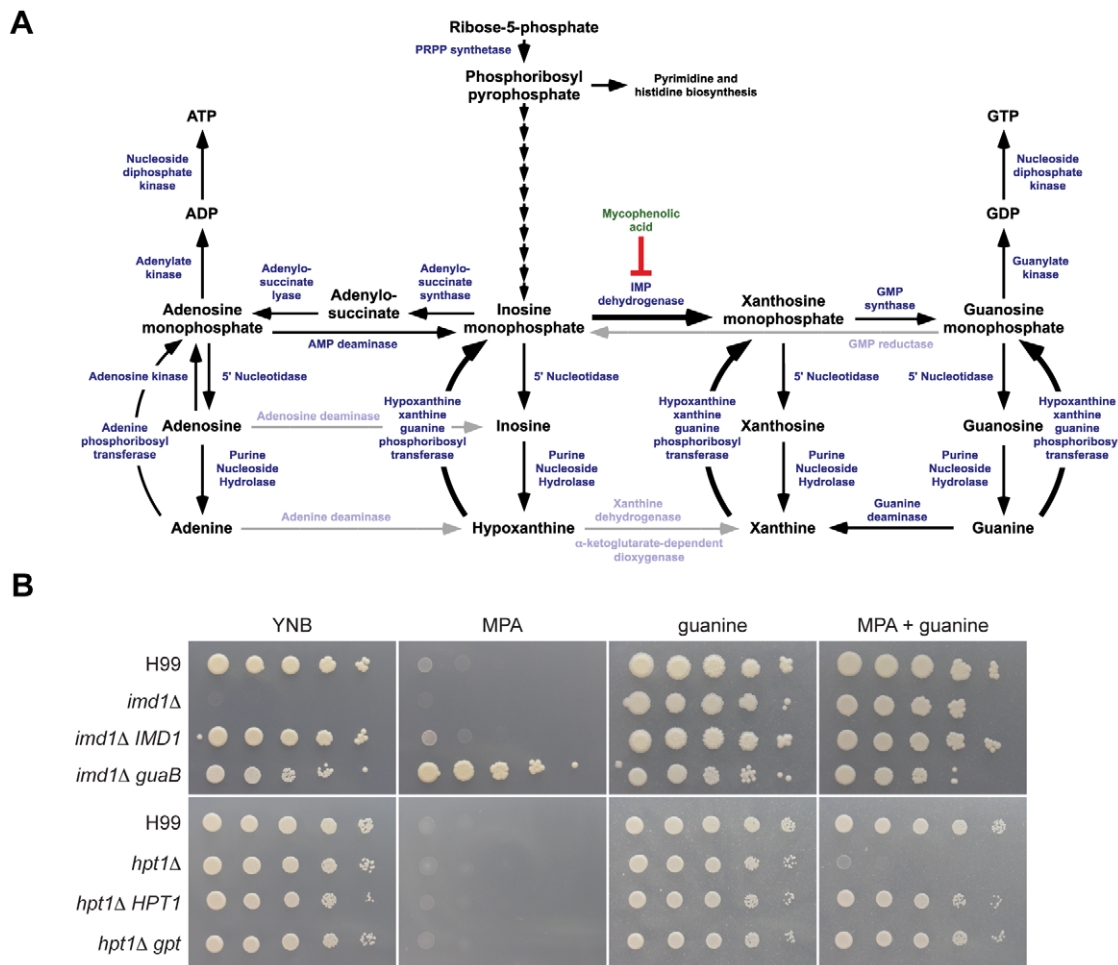 A
Ribose-5-phosphate
PRPP synthetase
Phosphoribosyl
pyrophosphate
Pyrimidine and
histidine biosynthesis
ATP
GTP
Nucleoside
diphosphate
kinase
Nucleoside
diphosphate
kinase
ADP
GDP
Mycophenolic
acid
Adenylate
kinase
Guanylate
kinase
Adenylo-
succinate
lyase
Adenylo-
succinate
synthase
IMP
dehydrogenase
GMP
synthase
Adenosine
monophosphate
Adenylo-
succinate
Inosine
monophosphate
Xanthosine
monophosphate
Guanosine
monophosphate
AMP deaminase
GMP reductase
Adenosine kinase
5' Nucleotidase
5' Nucleotidase
5' Nucleotidase
5' Nucleotidase
Adenine
phosphoribosyl
transferase
Adenosine
Adenosine deaminase
Hypoxanthine
xanthine
guanine
phosphoribosyl
transferase
Inosine
Hypoxanthine
xanthine
guanine
phosphoribosyl
transferase
Xanthosine
Guanosine
Hypoxanthine
xanthine
guanine
phosphoribosy
transferase
Purine
Nucleoside
Hydrolase
Purine
Nucleoside
Hydrolase
Purine
Nucleoside
Hydrolase
Purine
Nucleoside
Hydrolase
Adenine
Adenine deaminase
Hypoxanthine
Xanthine
dehydrogenase
α-ketoglutarate-dependent
dioxygenase
Xanthine
Guanine
deaminase
Guanine
B
YNB MPA guanine MPA + guanine
H99
imd1Δ
imd1Δ IMD1
imd1Δ guaB
H99
hpt1Δ
hpt1Δ HPT1
hpt1Δ gpt